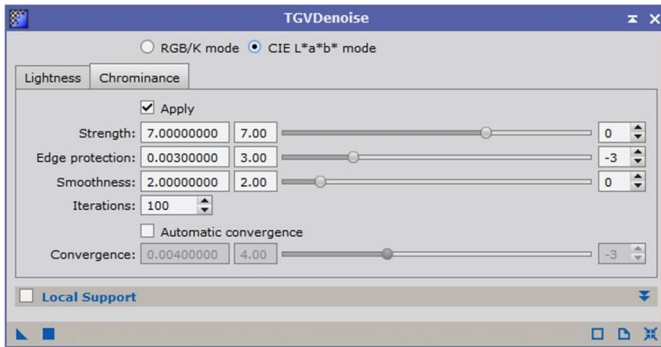 TGVDenoise
RGB/K mode CIE L*a*b* mode
Lightness Chrominance
Apply
Strength: 7.00000000 7.00 0
Edge protection: 0.00300000 3.00 -3
Smoothness: 2.00000000 2.00 0
Iterations: 100
Automatic convergence
Convergence: 0.00400000 4.00 -3
Local Support